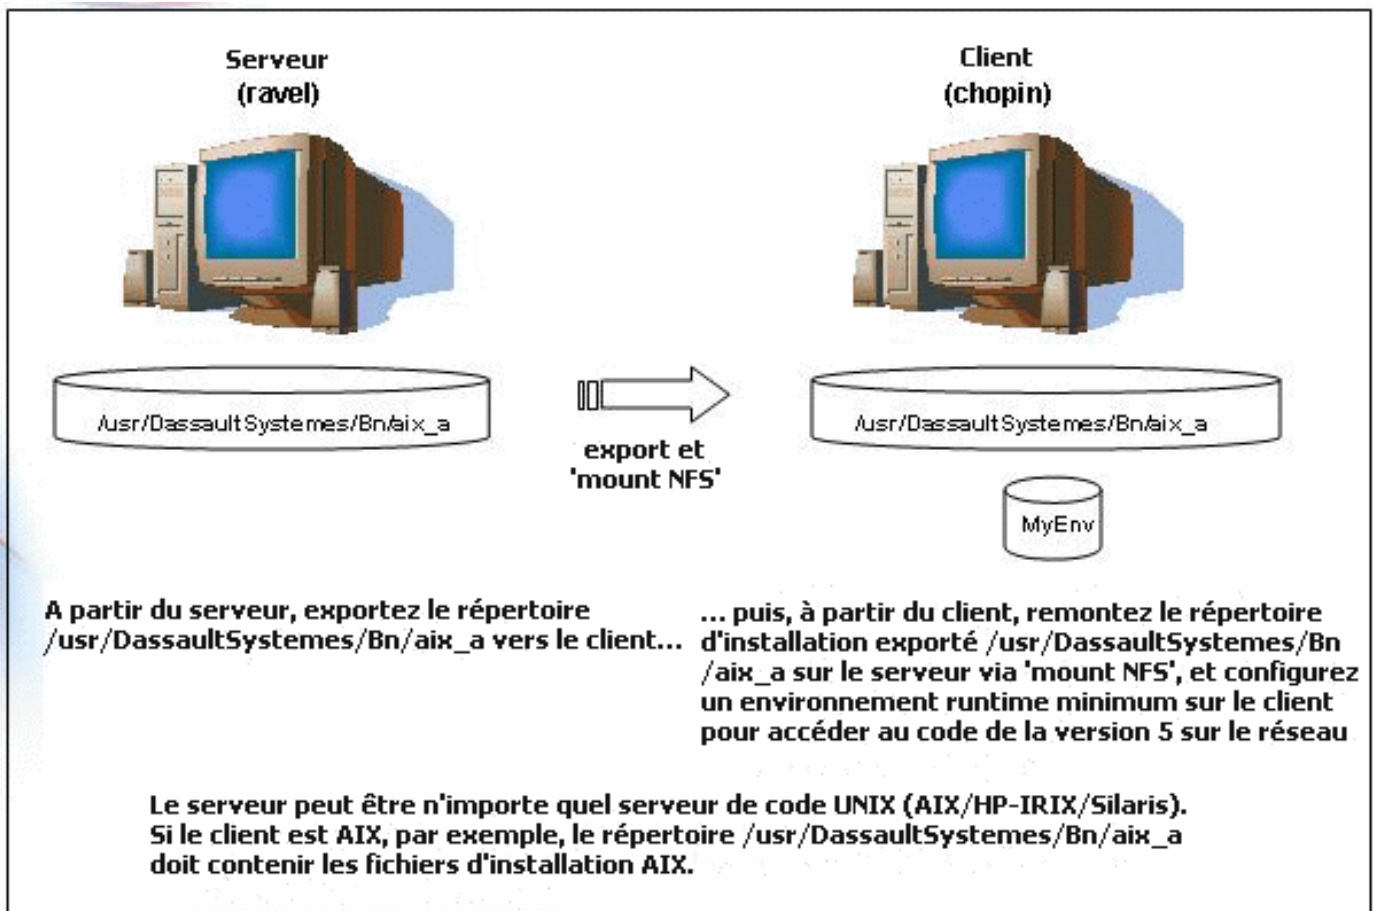 Serveur
(ravel)
Client
(chopin)
/usr/DassaultSystemes/Bn/aix_a
export et
'mount NFS'
/usr/DassaultSystemes/Bn/aix_a
MyEnv
A partir du serveur, exportez le répertoire
/usr/DassaultSystemes/Bn/aix_a vers le client...
... puis, à partir du client, remontez le répertoire
d'installation exporté /usr/DassaultSystemes/Bn
/aix_a sur le serveur via 'mount NFS', et configurez
un environnement runtime minimum sur le client
pour accéder au code de la version 5 sur le réseau
Le serveur peut être n'importe quel serveur de code UNIX (AIX/HP-IRIX/Silaris).
Si le client est AIX, par exemple, le répertoire /usr/DassaultSystemes/Bn/aix_a
doit contenir les fichiers d'installation AIX.